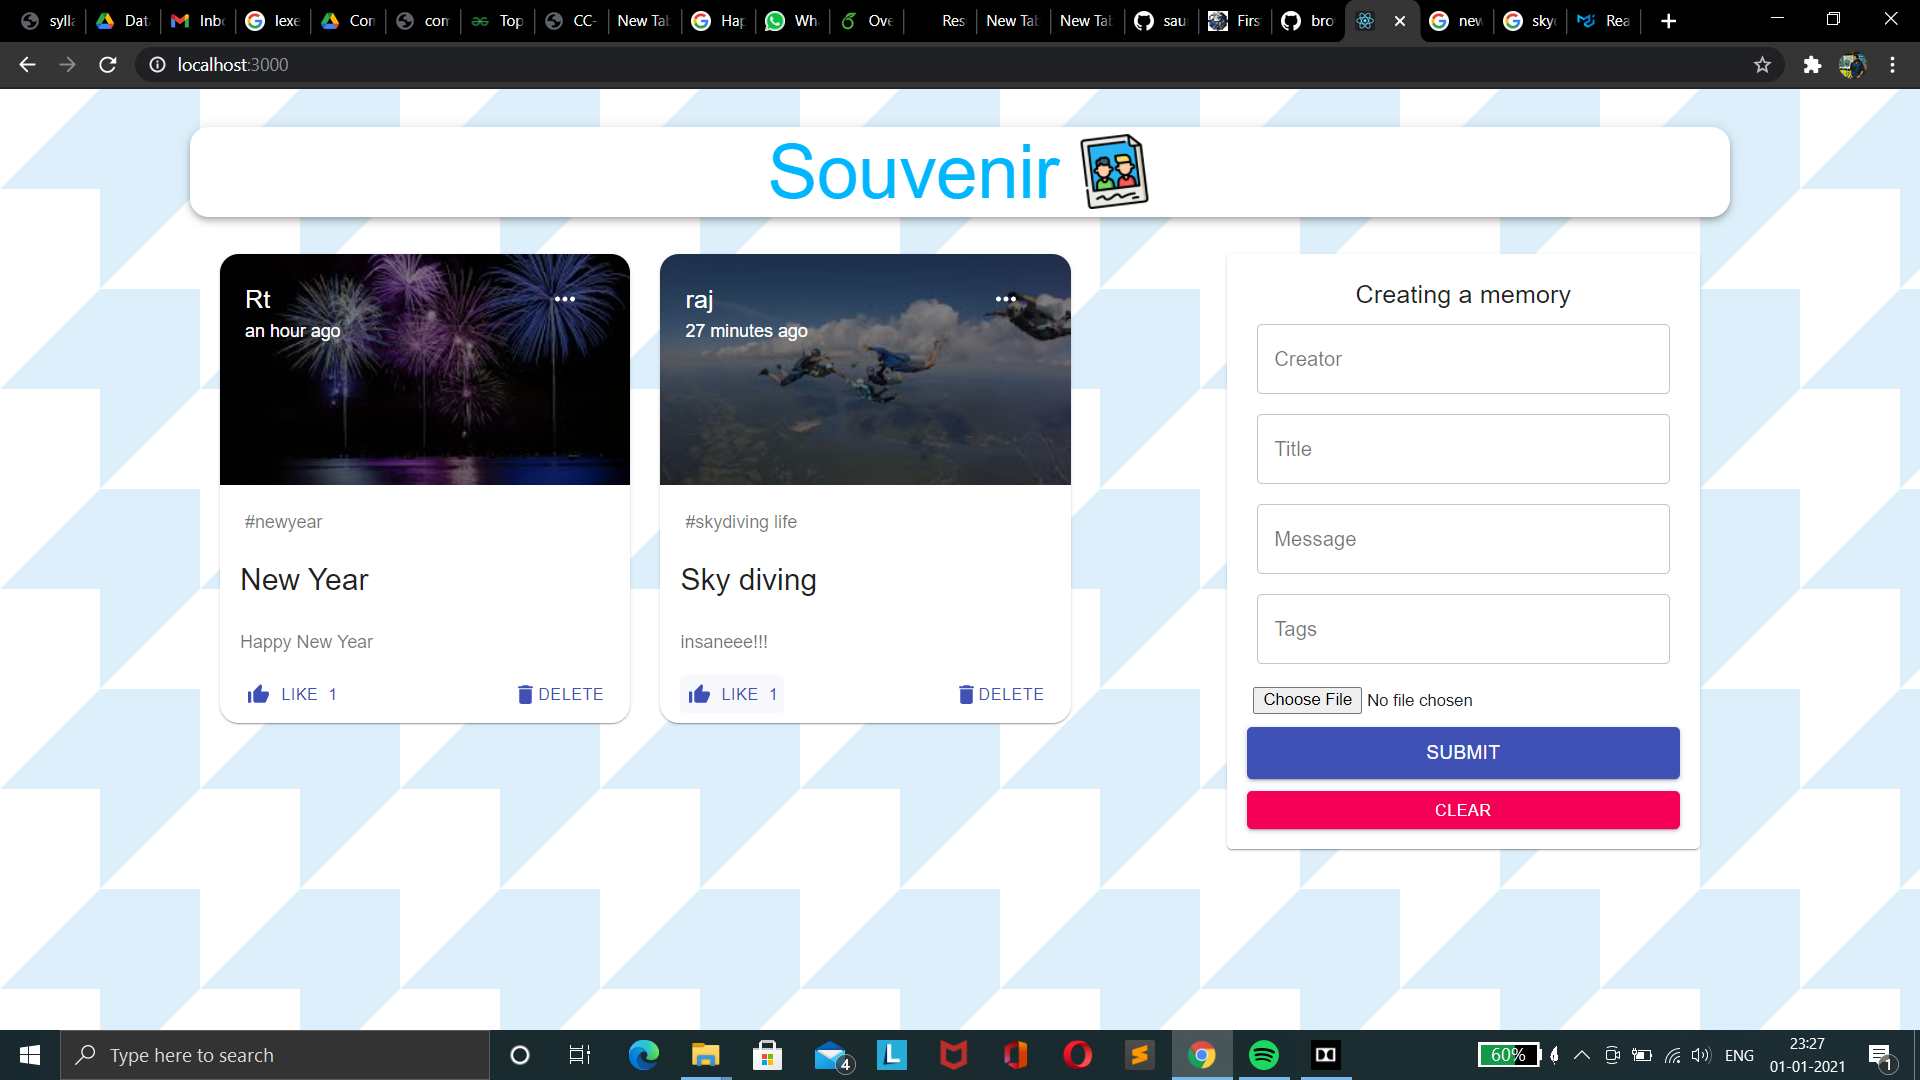 sylla Data Inbo lexe Con com Top CC- New Tab Hap Wha Ove Res New Tab New Tab sau First bro new sky Rea
localhost:3000
Souvenir
Rt
an hour ago
#newyear
New Year
Happy New Year
LIKE 1 DELETE
raj
27 minutes ago
#skydiving life
Sky diving
insaneee!!!
LIKE 1 DELETE
Creating a memory
Creator
Title
Message
Tags
Choose File No file chosen
SUBMIT
CLEAR
Type here to search
4
L
60%
ENG
23:27
01-01-2021
1